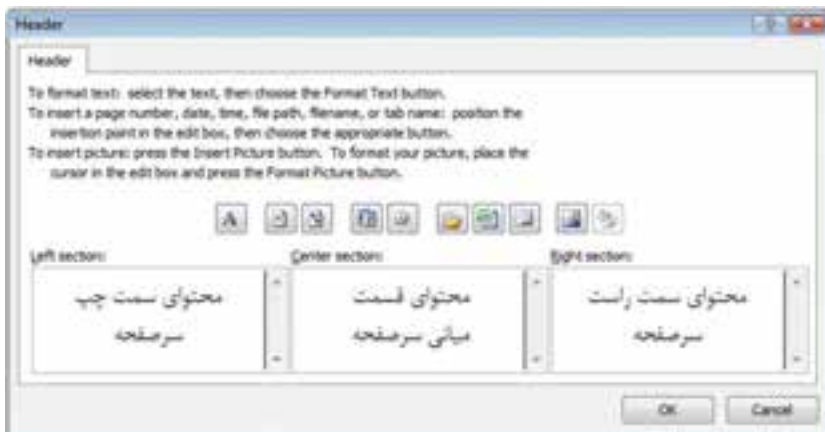 Header
Header
To format text: select the text, then choose the Format Text button.
To insert a page number, date, time, file path, filename, or tab name: position the
insertion point in the edit box, then choose the appropriate button.
To insert picture: press the Insert Picture button. To format your picture, place the
cursor in the edit box and press the Format Picture button.
A
Left section:
Center section:
Right section:
محتوای سمت چپ
سرصفحه
محتوای قسمت
میانی سرصفحه
محتوای سمت راست
سرصفحه
OK
Cancel